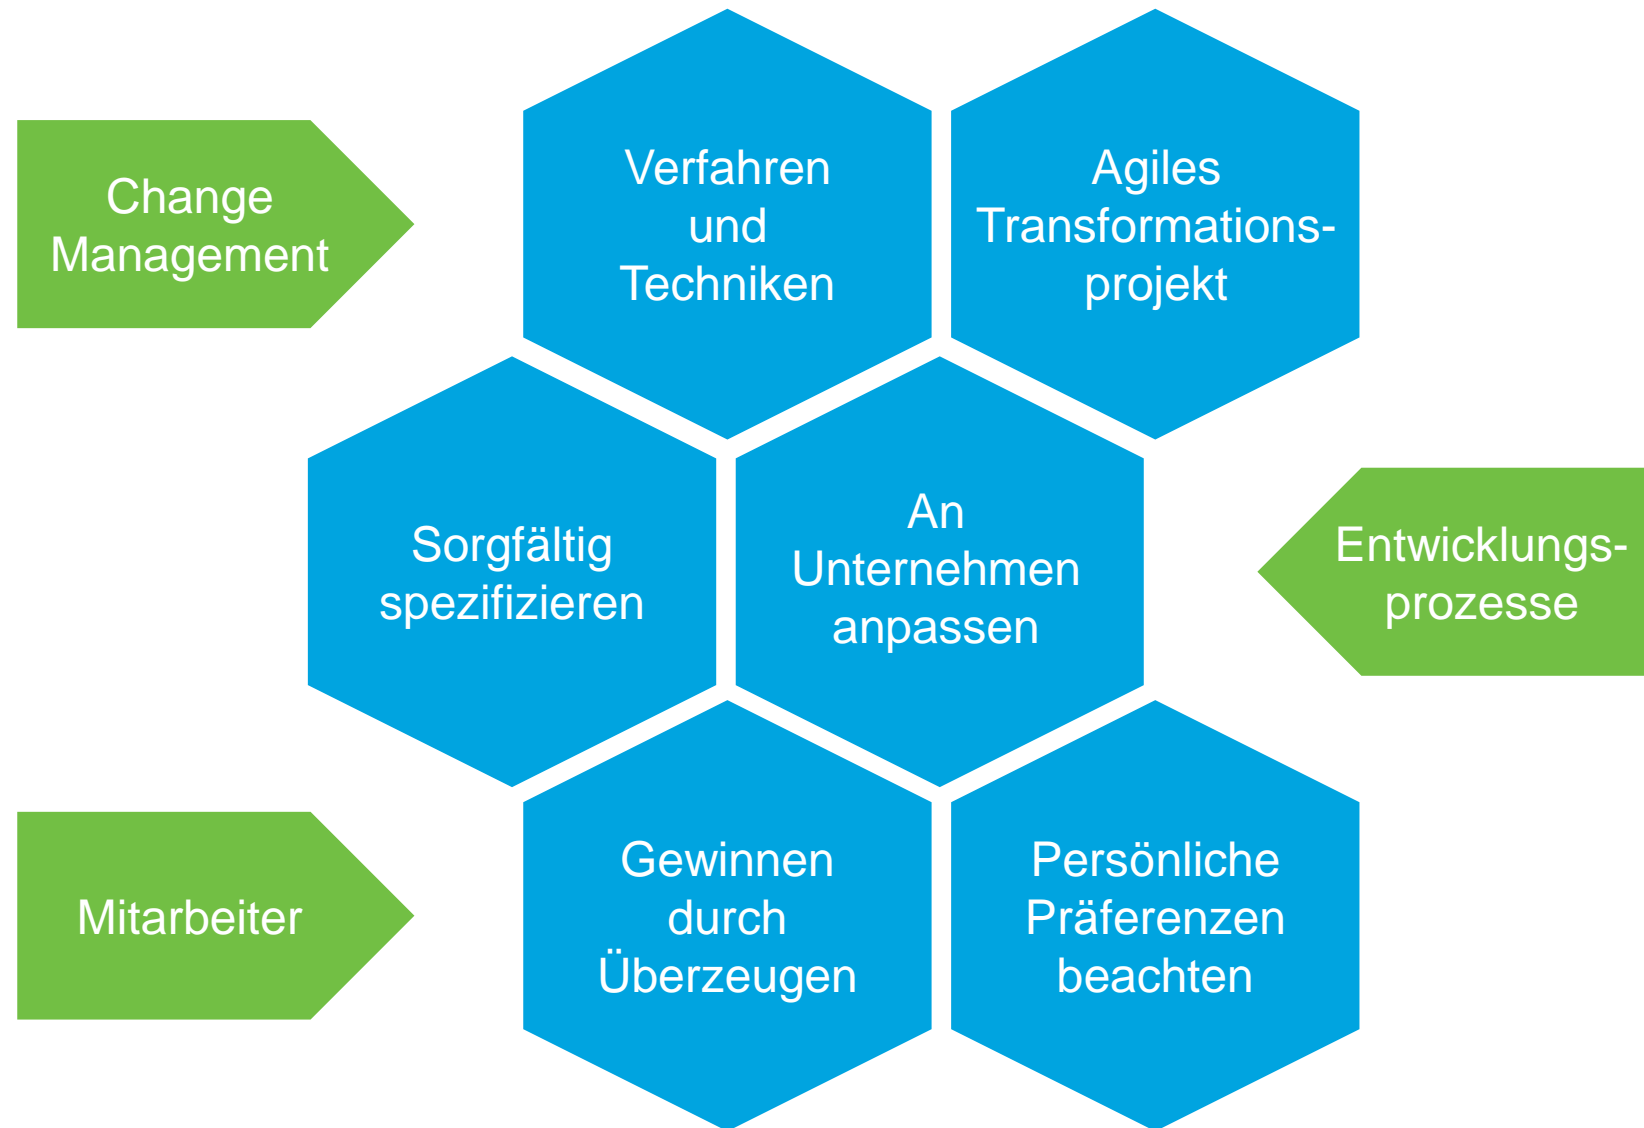 Change
Management
Verfahren
und
Techniken
Agiles
Transformations-
projekt
Sorgfältig
spezifizieren
An
Unternehmen
anpassen
Entwicklungs-
prozesse
Mitarbeiter
Gewinnen
durch
Überzeugen
Persönliche
Präferenzen
beachten